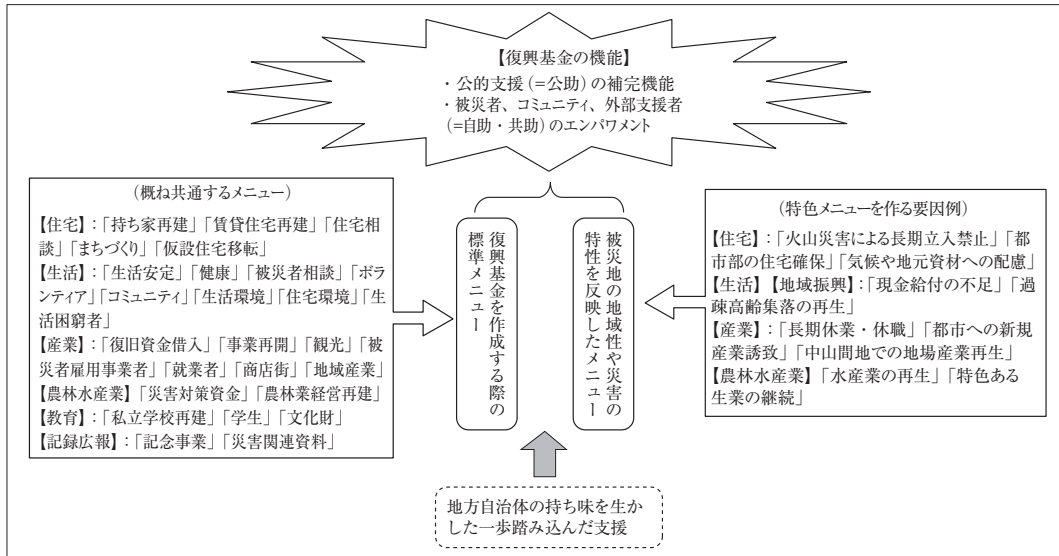 【復興基金の機能】
・公的支援(=公助)の補完機能
・被災者、コミュニティ、外部支援者
(=自助・共助)のエンパワメント
(概ね共通するメニュー)
【住宅】:「持ち家再建」「賃貸住宅再建」「住宅相
談」「まちづくり」「仮設住宅移転」
【生活】:「生活安定」「健康」「被災者相談」「ボラ
ンティア」「コミュニティ」「生活環境」「住宅環境」「生
活困窮者」
【産業】:「復旧資金借入」「事業再開」「観光」「被
災者雇用事業者」「就業者」「商店街」「地域産業」
【農林水産業】「災害対策資金」「農林業経営再建」
【教育】:「私立学校再建」「学生」「文化財」
【記録広報】:「記念事業」「災害関連資料」
復興基金を作成する際の
標準メニュー
被災地の地域性や災害の
特性を反映したメニュー
(特色メニューを作る要因例)
【住宅】:「火山災害による長期立入禁止」「都
市部の住宅確保」「気候や地元資材への配慮」
【生活】【地域振興】:「現金給付の不足」「過
疎高齢集落の再生」
【産業】:「長期休業・休職」「都市への新規
産業誘致」「中山間地での地場産業再生」
【農林水産業】「水産業の再生」「特色ある
生業の継続」
地方自治体の持ち味を生か
した一歩踏み込んだ支援